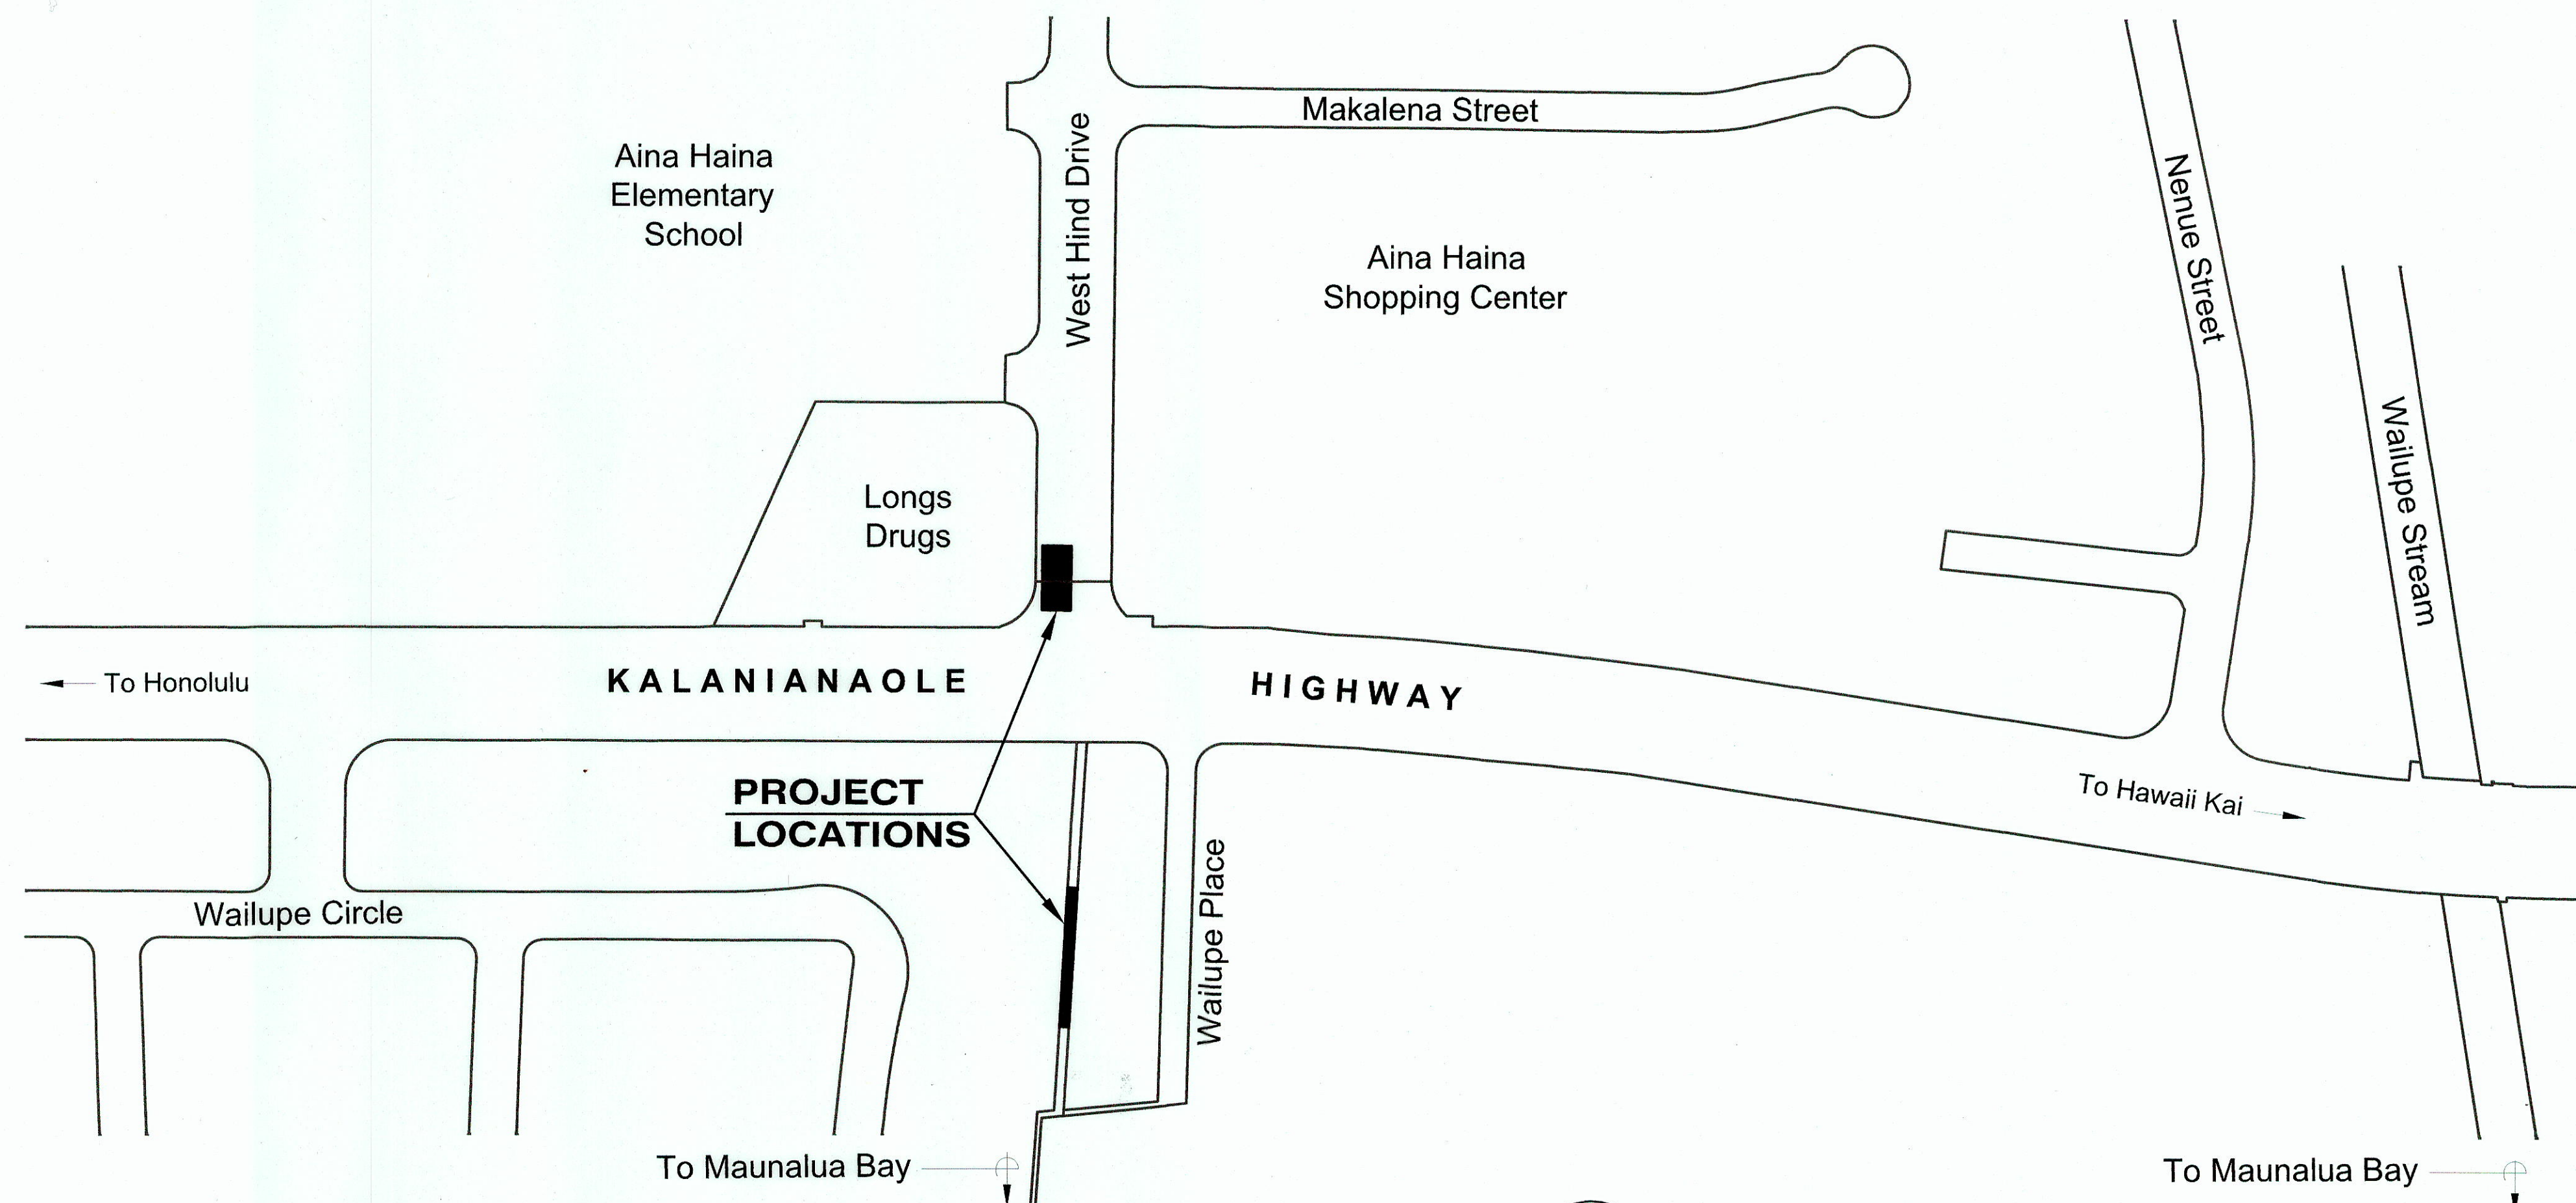 Makalena Street
Aina Haina
Elementary
School
West Hind Drive
Aina Haina
Shopping Center
Nenue Street
Wailupe Stream
Longs
Drugs
To Honolulu
KALANIANAOLE
HIGHWAY
To Hawaii Kai
PROJECT
LOCATIONS
Wailupe Circle
Wailupe Place
To Maunalua Bay
To Maunalua Bay